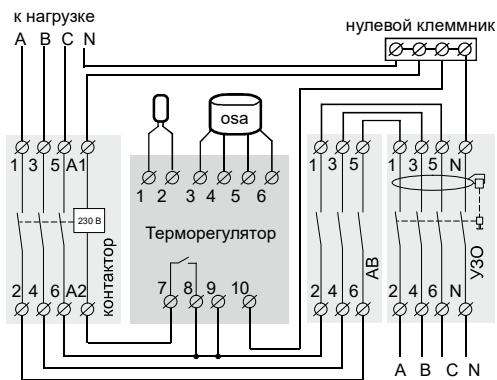 к нагрузке
нулевой клеммник
A B C N
osa
1 3 5 A1
1 2 3 4 5 6
1 3 5
1 3 5 N
230 В
Терморегулятор
контактор
АВ
УЗО
2 4 6 A2
7 8 9 10
2 4 6
2 4 6 N
A B C N